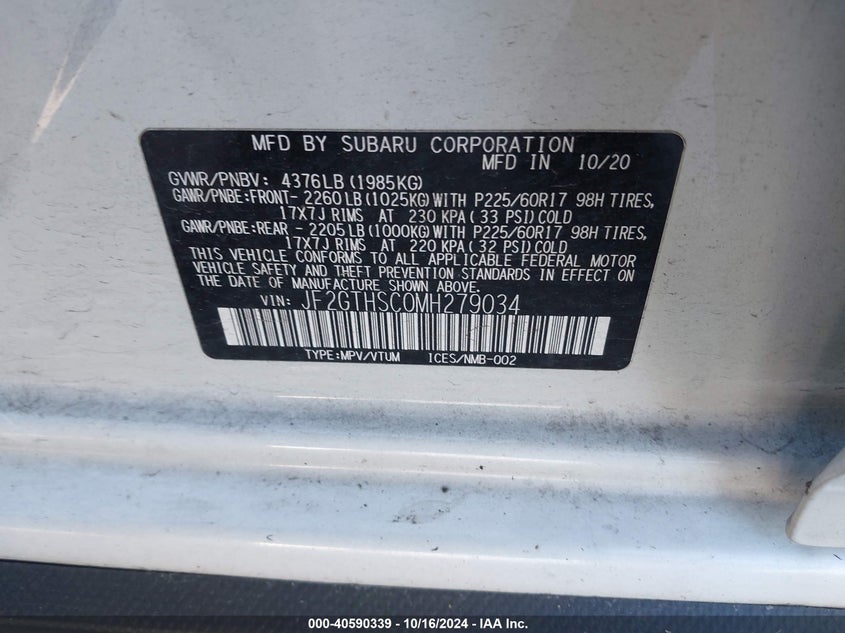 MFD BY SUBARU CORPORATION
MFD IN 10/20
GVWR/PNBV: 4376LB (1985KG)
GAWR/PNBE:FRONT- 2260 LB (1025KG) WITH P225/60R17 98H TIRES,
17X7J RIMS AT 230 KPA (33 PSI) COLD
GAWR/PNBE:REAR - 2205 LB (1000KG) WITH P225/60R17 98H TIRES,
17X7J RIMS AT 220 KPA (32 PSI) COLD
THIS VEHICLE CONFORMS TO ALL APPLICABLE FEDERAL MOTOR
VEHICLE SAFETY AND THEFT PREVENTION STANDARDS IN EFFECT ON
THE DATE OF MANUFACTURE SHOWN ABOVE.
VIN: JF2GTHSC0MH279034
TYPE:MPV/VTUM ICES/NMB-002
000-40590339 - 10/16/2024 - IAA Inc.